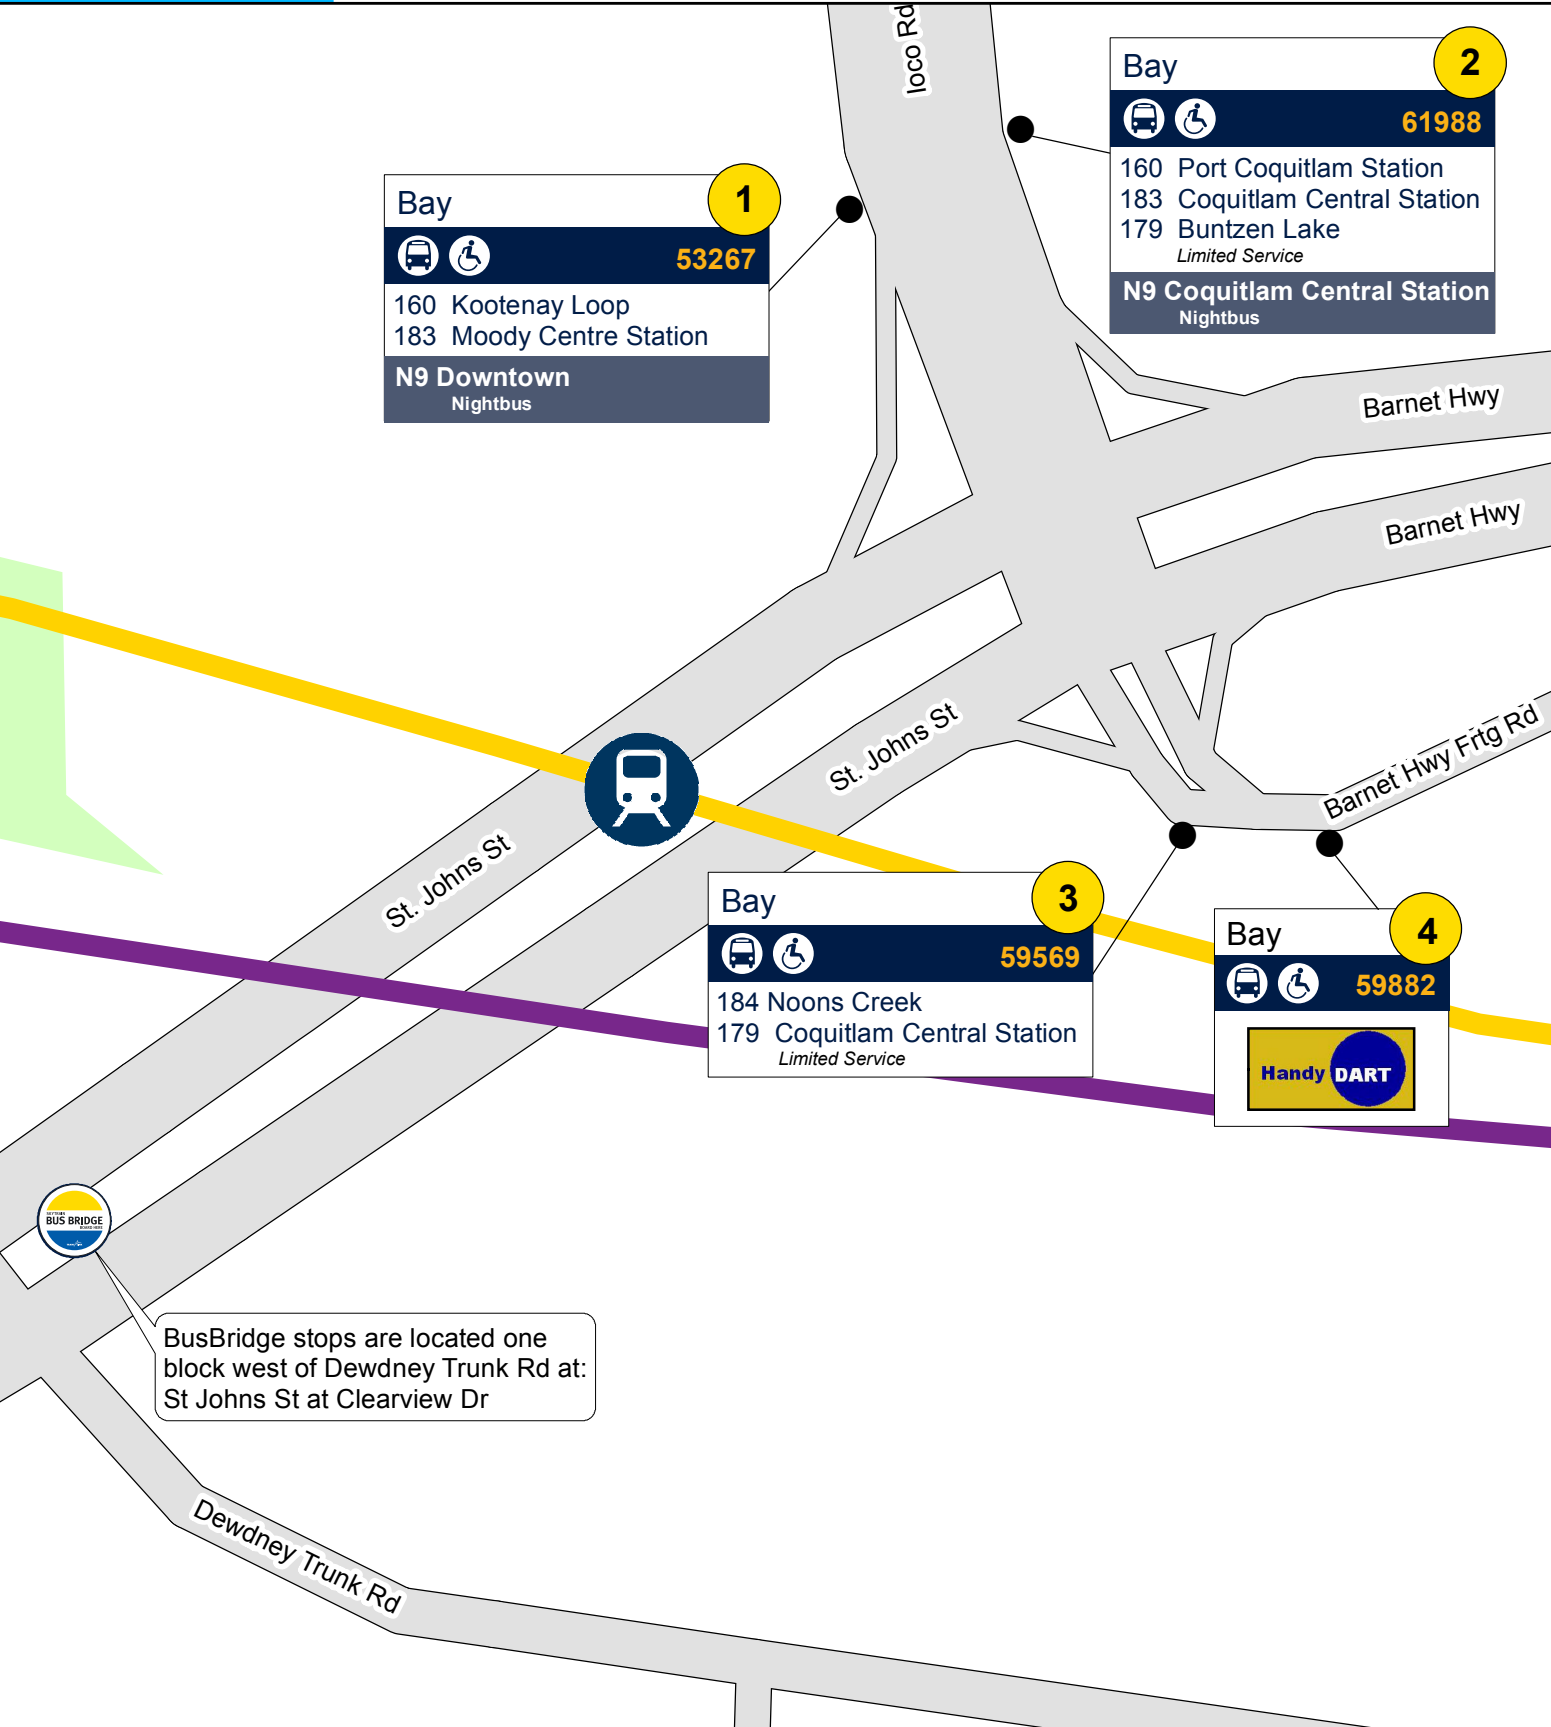 Ioco Rd
Bay 1
53267
160 Kootenay Loop
183 Moody Centre Station
N9 Downtown
Nightbus
Bay 2
61988
160 Port Coquitlam Station
183 Coquitlam Central Station
179 Buntzen Lake
Limited Service
N9 Coquitlam Central Station
Nightbus
Barnet Hwy
Barnet Hwy
St. Johns St
Barnet Hwy Frtg Rd
St. Johns St
Bay 3
59569
184 Noons Creek
179 Coquitlam Central Station
Limited Service
Bay 4
59882
Handy DART
BUS BRIDGE
BusBridge stops are located one
block west of Dewdney Trunk Rd at:
St Johns St at Clearview Dr
Dewdney Trunk Rd